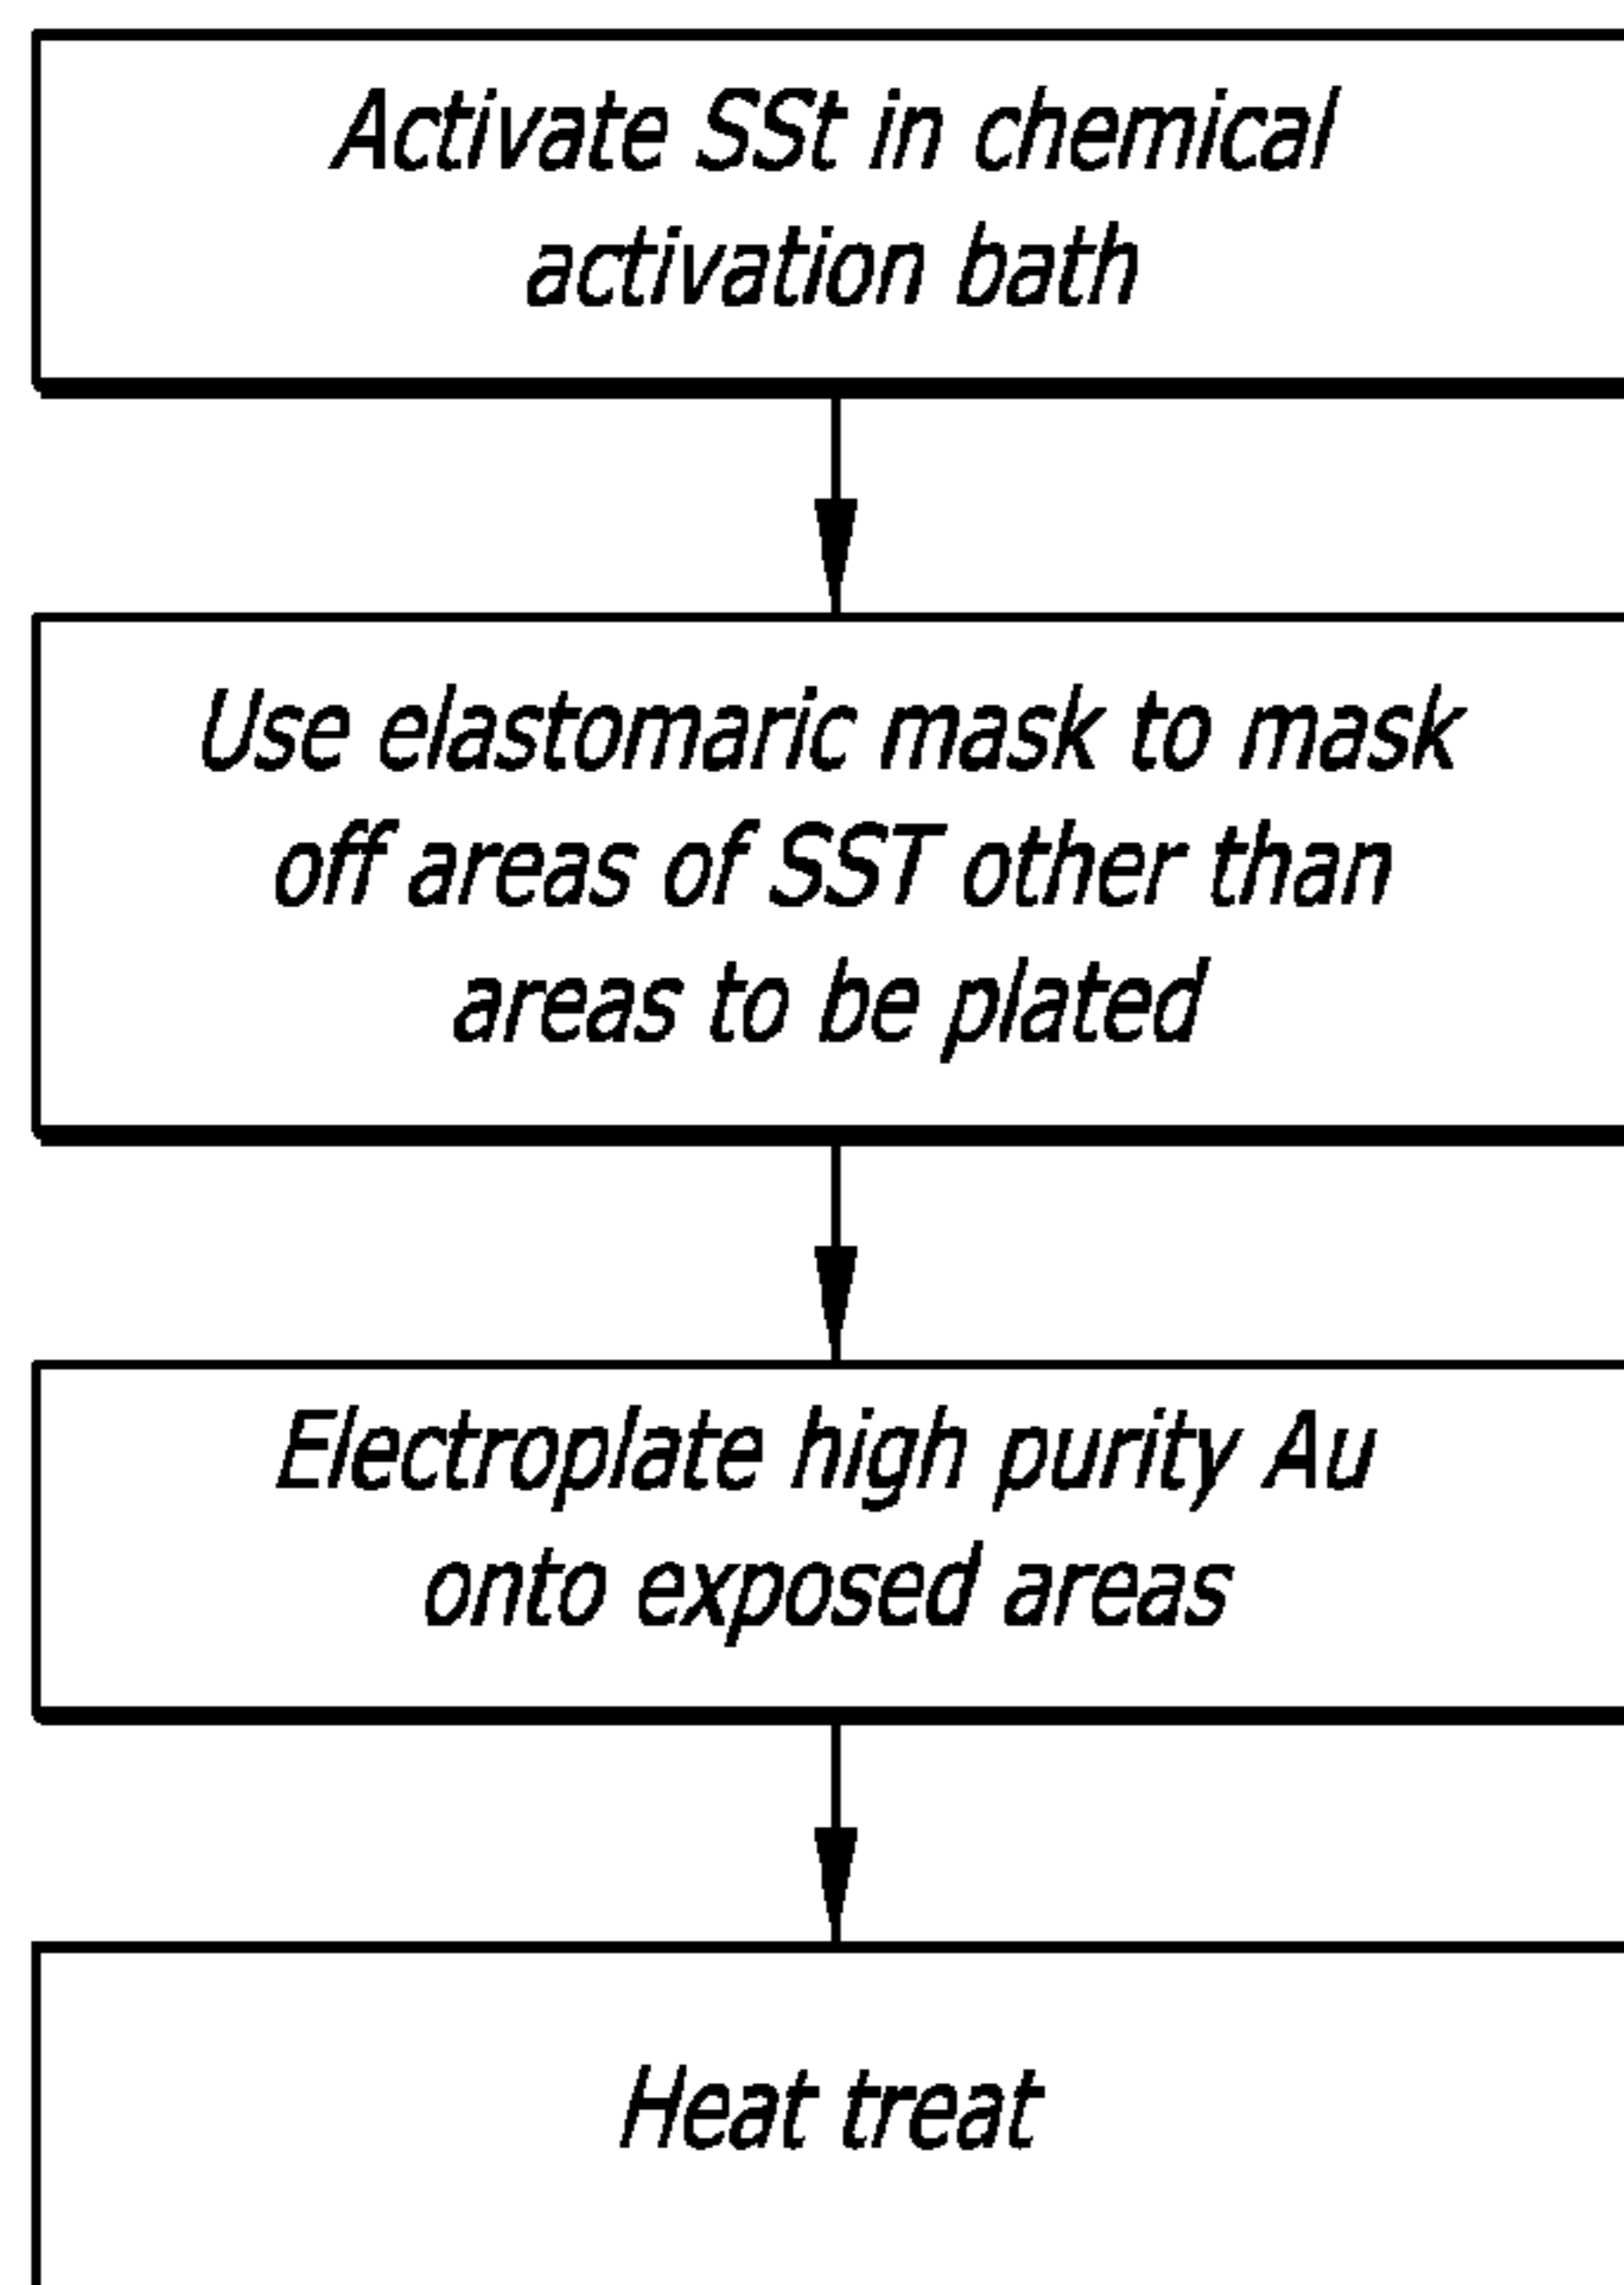 Activate SSt in chemical
activation bath
Use elastomaric mask to mask
off areas of SST other than
areas to be plated
Electroplate high purity Au
onto exposed areas
Heat treat